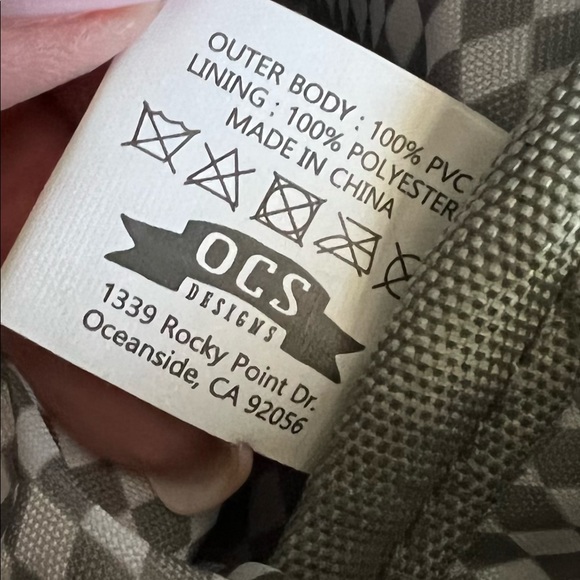 OUTER BODY : 100% PVC
LINING : 100% POLYESTER
MADE IN CHINA
OCS
DESIGNS
1339 Rocky Point Dr.
Oceanside, CA 92056